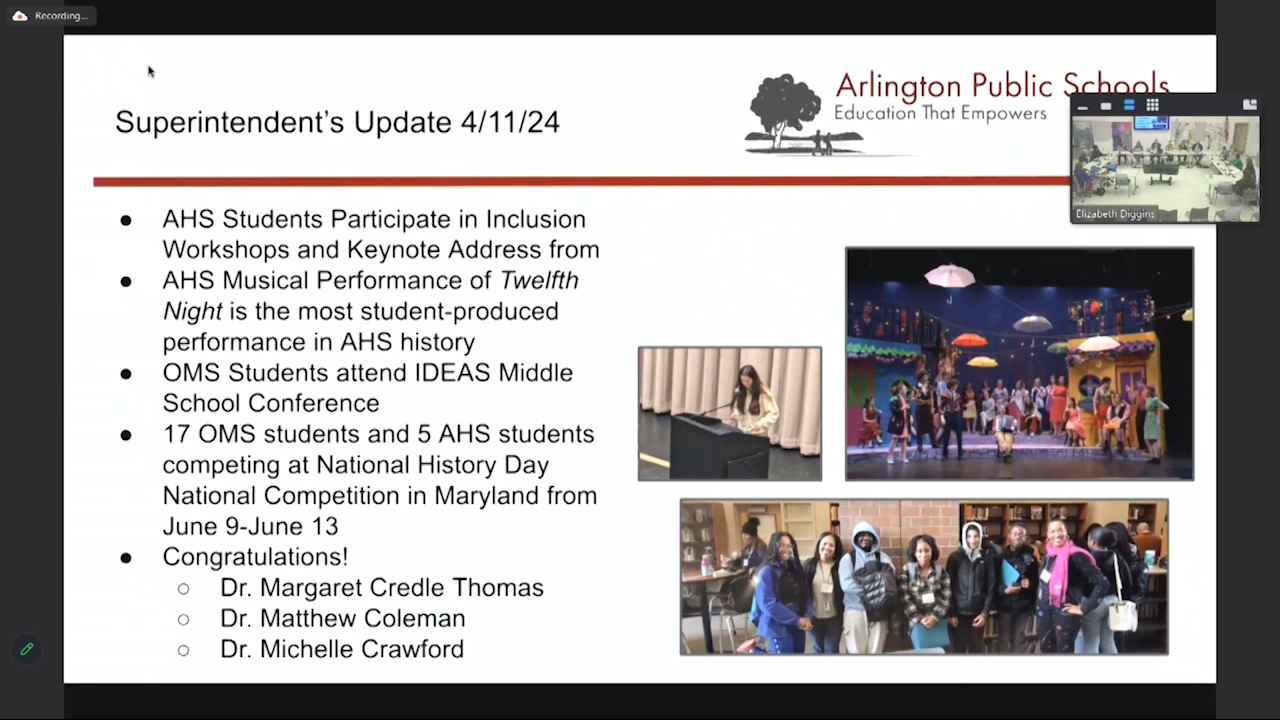 Recording...
Arlington Public Schools
Education That Empowers
Superintendent's Update 4/11/24
Elizabeth Diggins
● AHS Students Participate in Inclusion
Workshops and Keynote Address from
● AHS Musical Performance of Twelfth
Night is the most student-produced
performance in AHS history
● OMS Students attend IDEAS Middle
School Conference
● 17 OMS students and 5 AHS students
competing at National History Day
National Competition in Maryland from
June 9-June 13
● Congratulations!
○ Dr. Margaret Credle Thomas
○ Dr. Matthew Coleman
○ Dr. Michelle Crawford